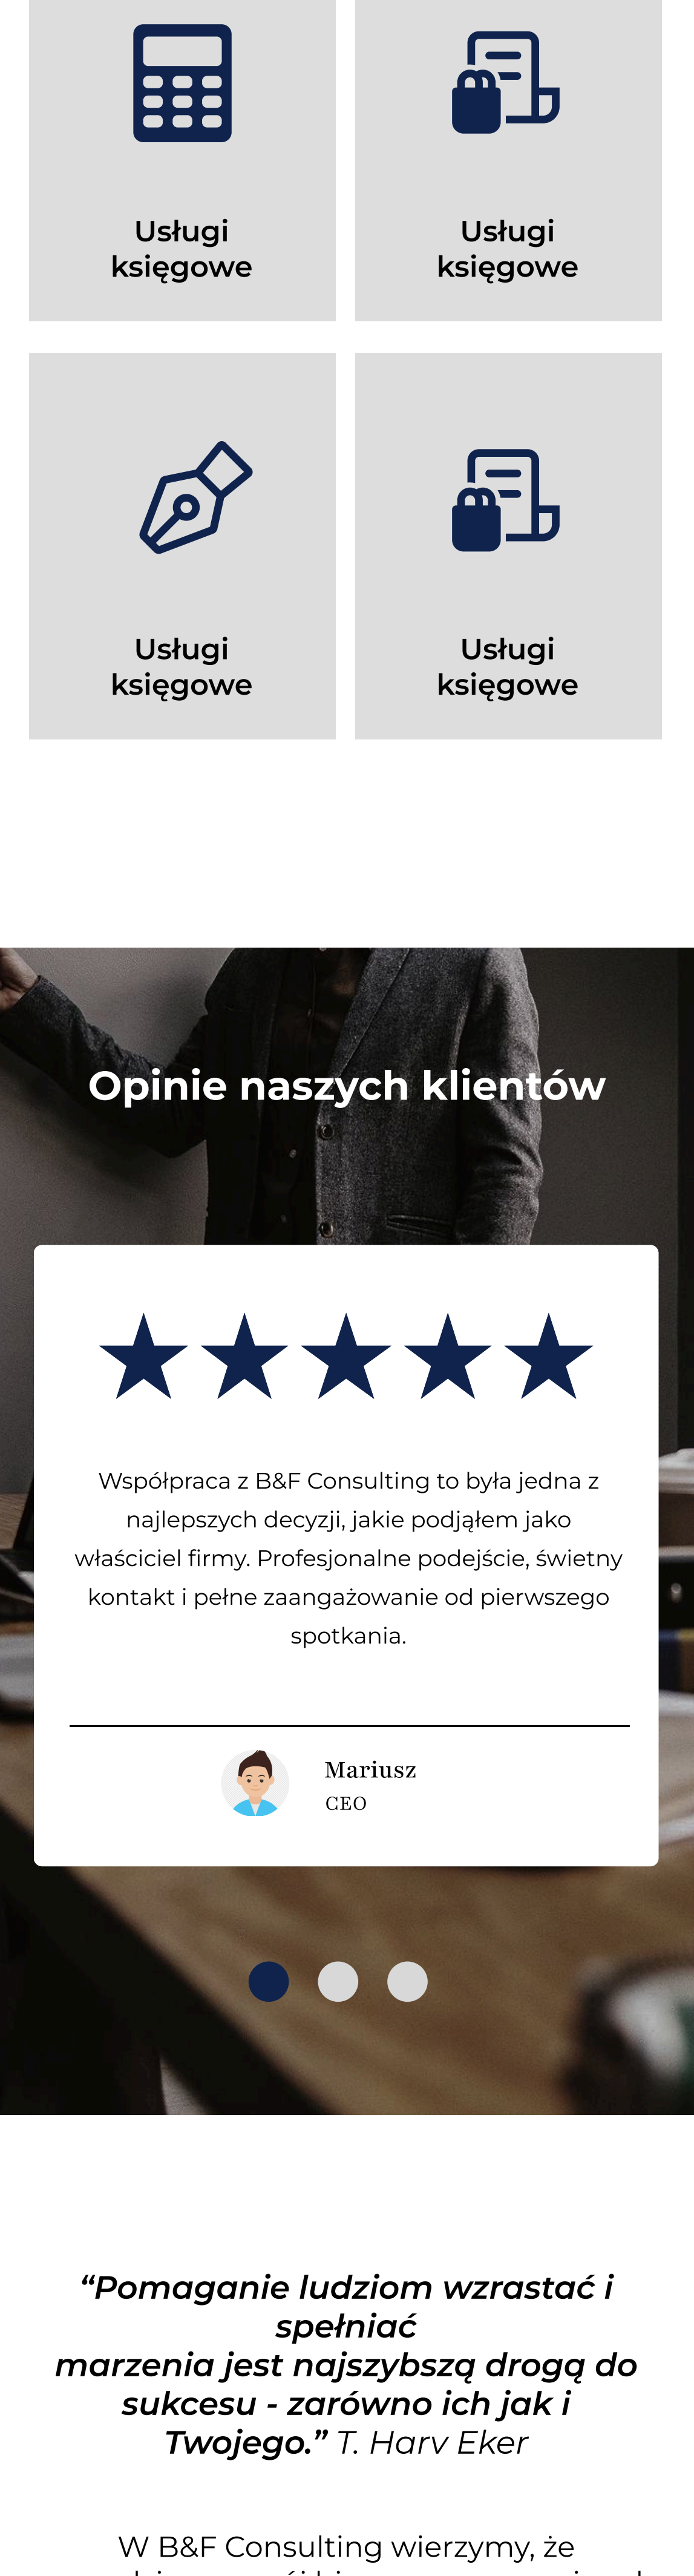 Usługi
księgowe
Usługi
księgowe
Usługi
księgowe
Usługi
księgowe
Opinie naszych klientów
Współpraca z B&F Consulting to była jedna z
najlepszych decyzji, jakie podjąłem jako
właściciel firmy. Profesjonalne podejście, świetny
kontakt i pełne zaangażowanie od pierwszego
spotkania.
Mariusz
CEO
“Pomaganie ludziom wzrastać i
spełniać
marzenia jest najszybszą drogą do
sukcesu - zarówno ich jak i
Twojego.” T. Harv Eker
W B&F Consulting wierzymy, że